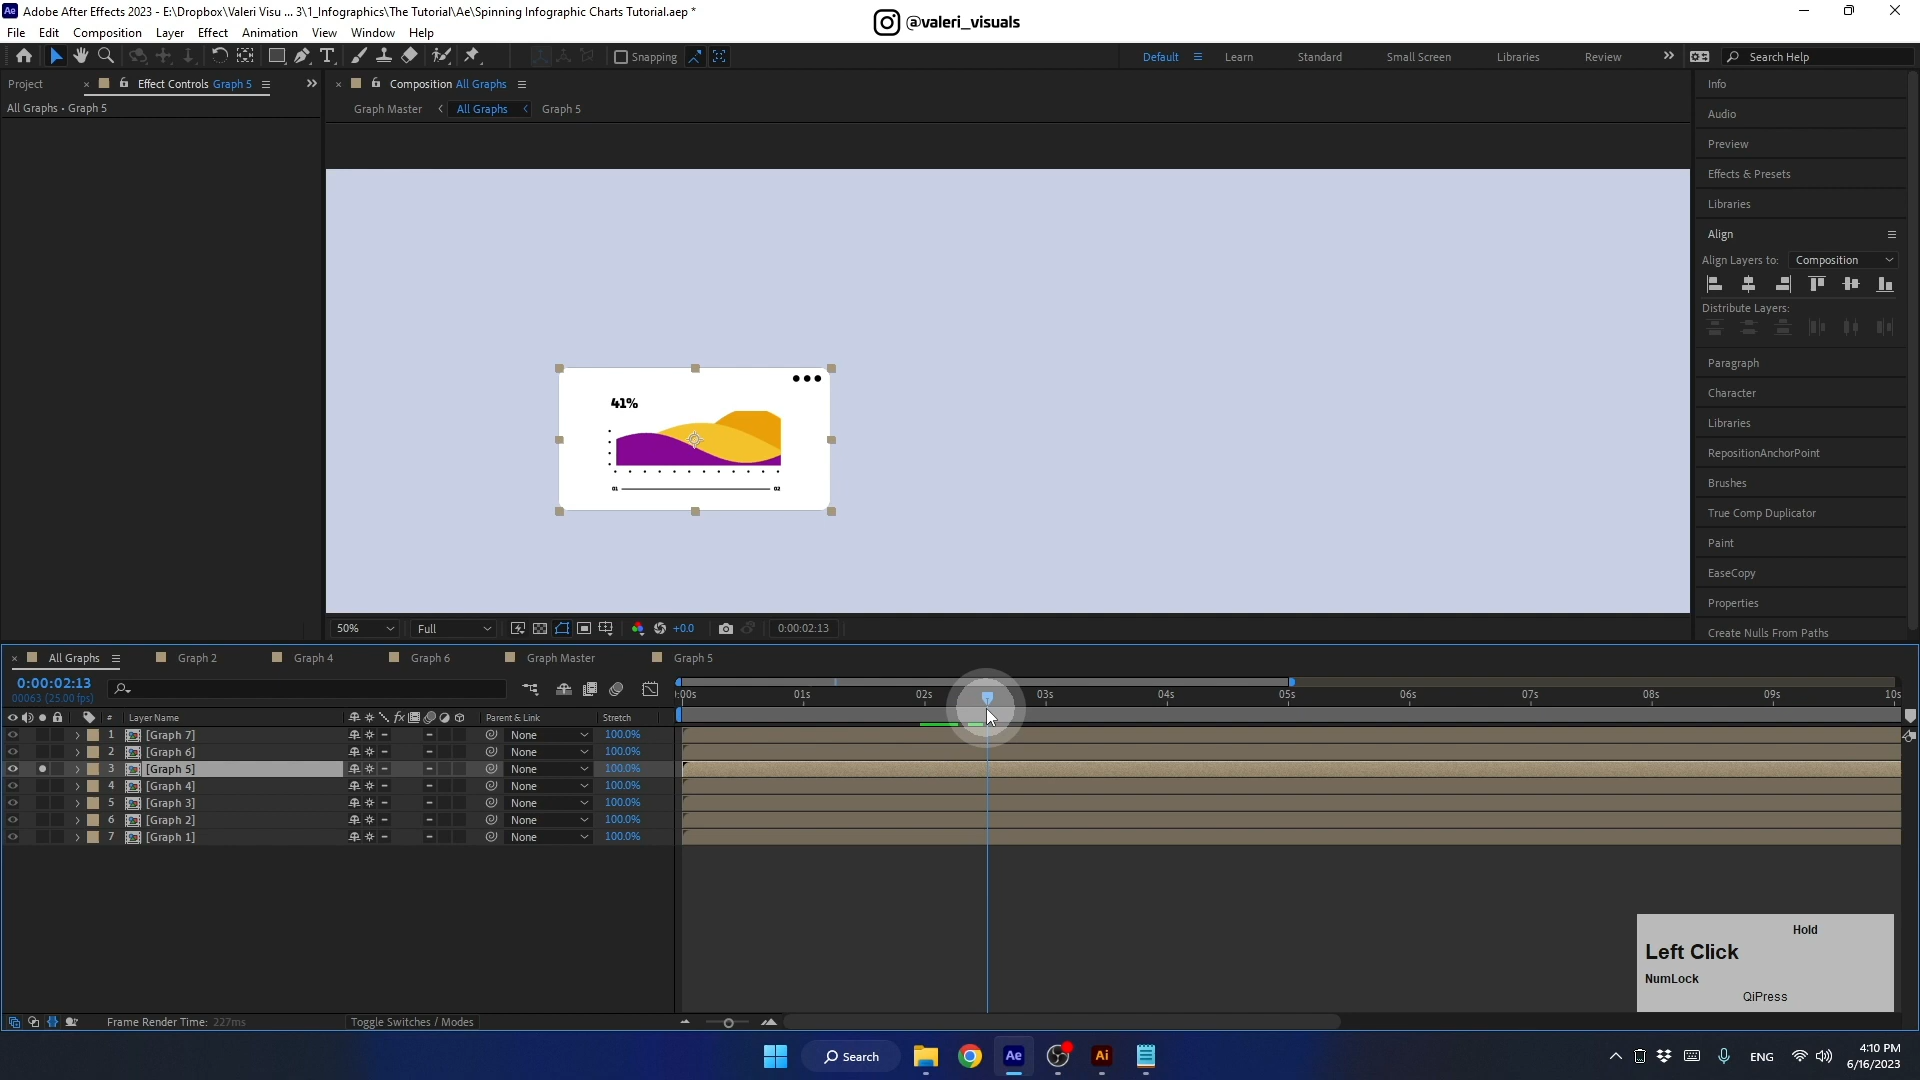 Ae Adobe After Effects 2023 - E:\Dropbox\Valeri Visu ... 3\1_Infographics\The Tutorial\Ae\Spinning Infographic Charts Tutorial.aep *
@valeri_visuals
File Edit Composition Layer Effect Animation View Window Help
Snapping Default Learn Standard Small Screen Libraries Review Search Help
Project Effect Controls Graph 5 Composition All Graphs Info
All Graphs • Graph 5 Graph Master All Graphs Graph 5
Audio
Preview
Effects & Presets
Libraries
Align
Align Layers to: Composition
Distribute Layers:
Paragraph
Character
Libraries
RepositionAnchorPoint
Brushes
True Comp Duplicator
Paint
EaseCopy
Properties
Create Nulls From Paths
41%
01 02
50% Full +0.0 0:00:02:13
All Graphs Graph 2 Graph 4 Graph 6 Graph Master Graph 5
0:00:02:13
00063 (25.00 fps)
:00s 01s 02s 03s 04s 05s 06s 07s 08s 09s 10s
# Layer Name fx Parent & Link Stretch
1 [Graph 7] None 100.0%
2 [Graph 6] None 100.0%
3 [Graph 5] None 100.0%
4 [Graph 4] None 100.0%
5 [Graph 3] None 100.0%
6 [Graph 2] None 100.0%
7 [Graph 1] None 100.0%
Hold
Left Click
NumLock
QiPress
Frame Render Time: 227ms Toggle Switches / Modes
Search Ae Ai ENG
4:10 PM
6/16/2023